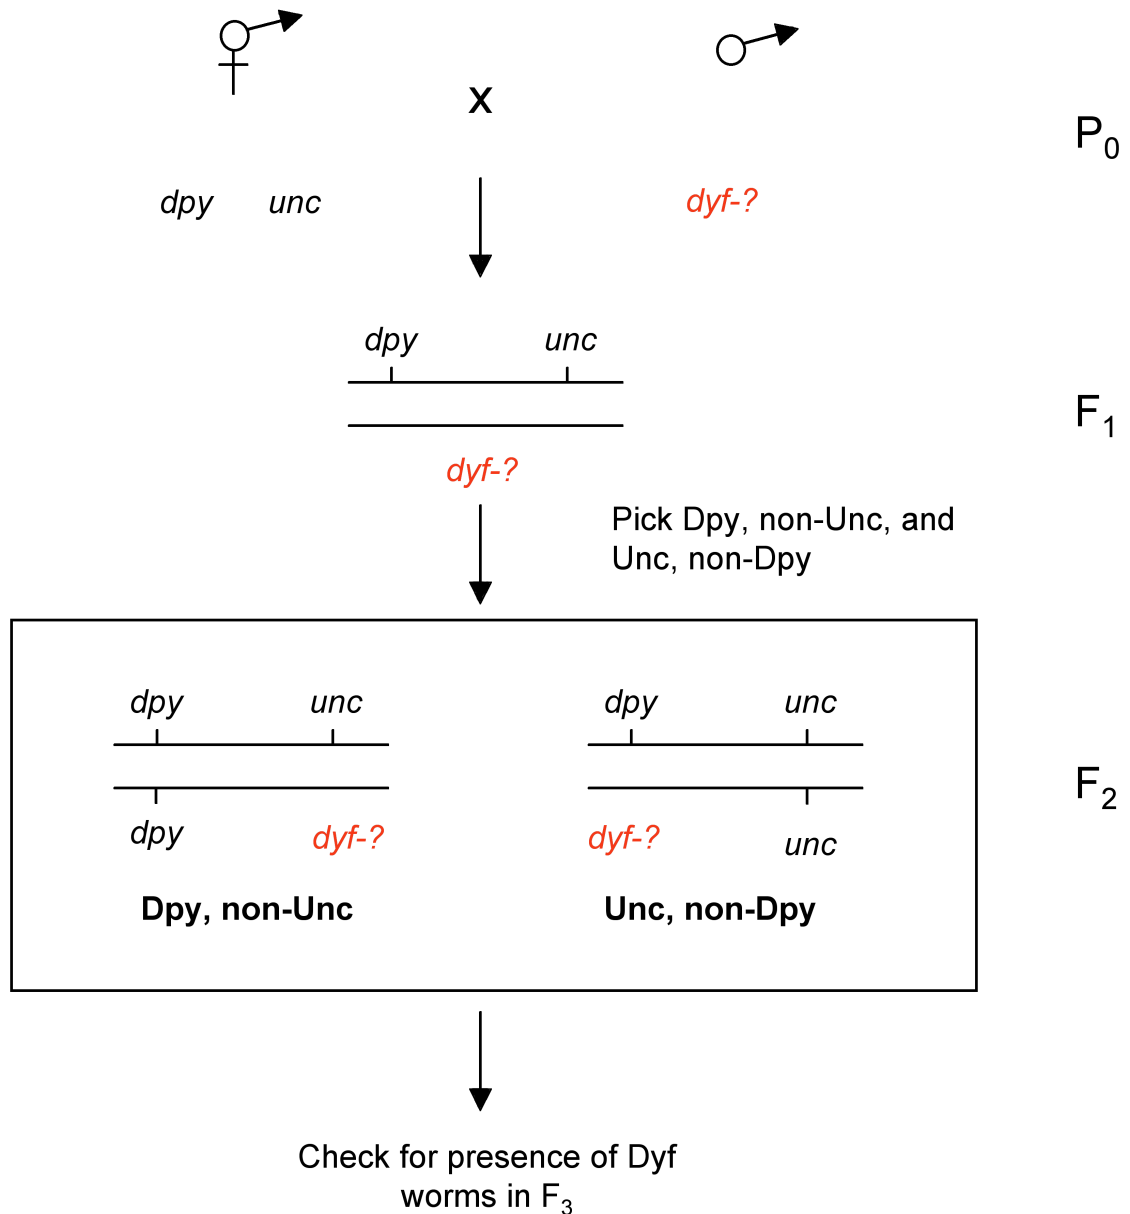 x
P0
dpy unc dyf-?
dpy unc
F1
dyf-?
Pick Dpy, non-Unc, and
Unc, non-Dpy
dpy unc dpy unc
F2
dpy dyf-? dyf-? unc
Dpy, non-Unc Unc, non-Dpy
Check for presence of Dyf
worms in F3